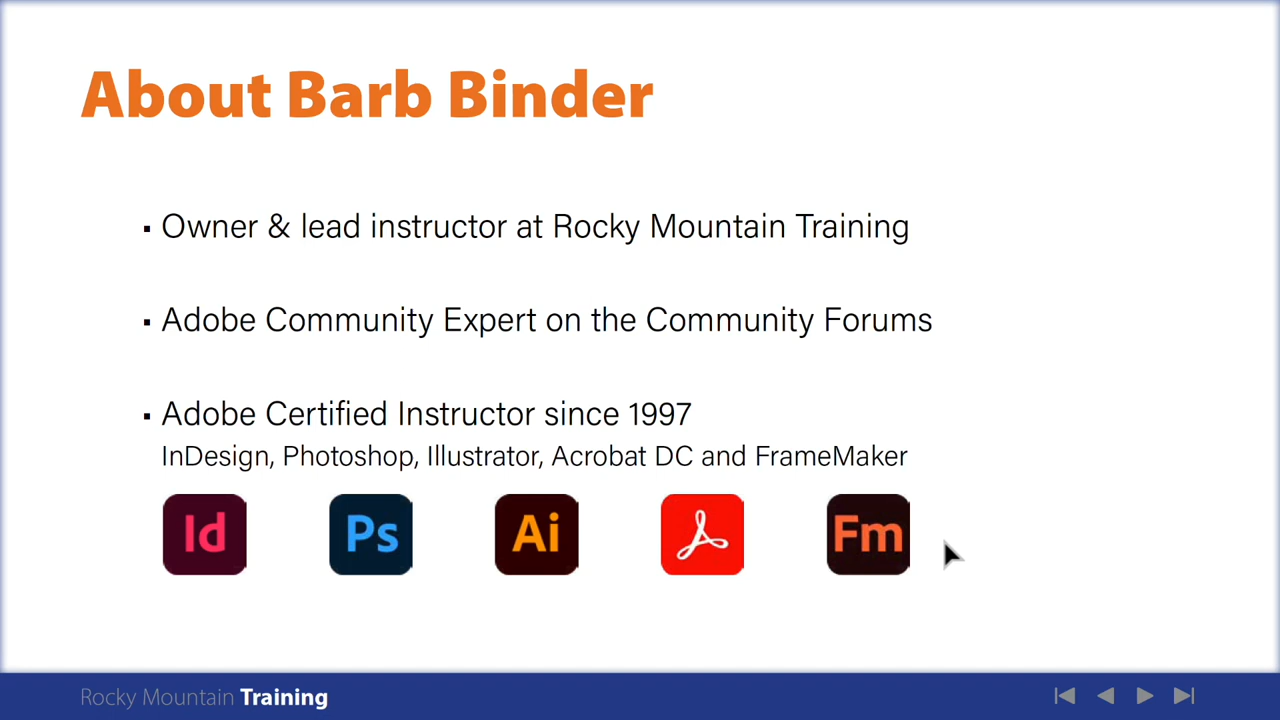 About Barb Binder
▪ Owner & lead instructor at Rocky Mountain Training
▪ Adobe Community Expert on the Community Forums
▪ Adobe Certified Instructor since 1997
InDesign, Photoshop, Illustrator, Acrobat DC and FrameMaker
Id Ps Ai Fm
Rocky Mountain Training